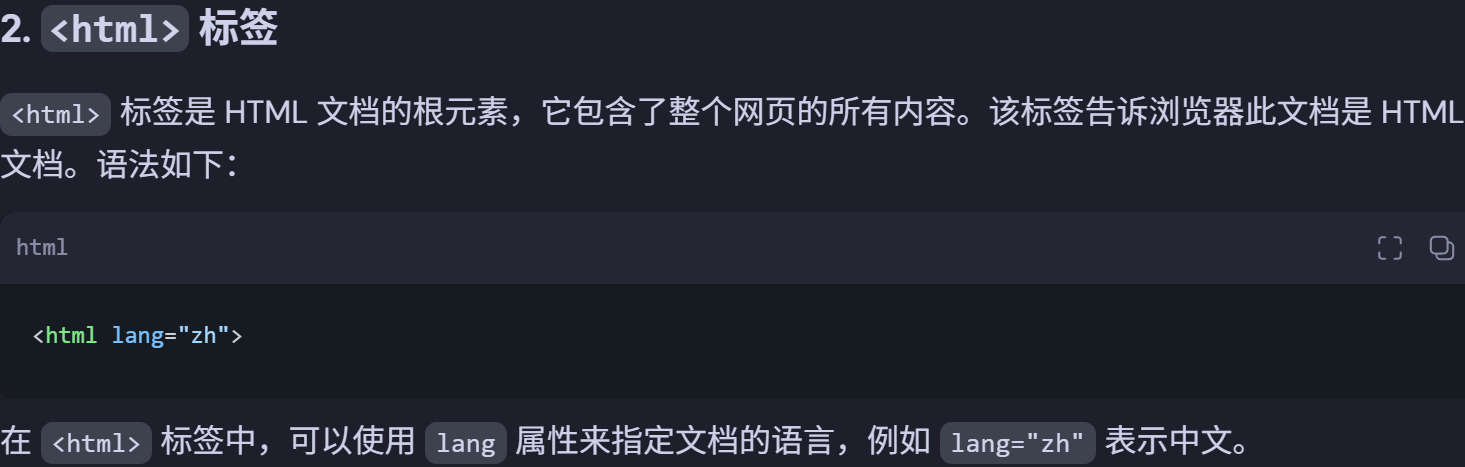 2. <html> 标签
<html> 标签是 HTML 文档的根元素，它包含了整个网页的所有内容。该标签告诉浏览器此文档是 HTML
文档。语法如下：
html
<html lang="zh">
在 <html> 标签中，可以使用 lang 属性来指定文档的语言，例如 lang="zh" 表示中文。